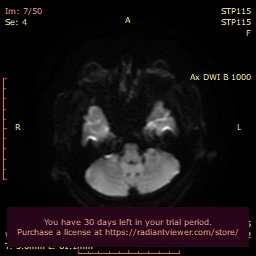 Im: 7/50
Se: 4
A
STP115
STP115
F
Ax DWI B 1000
R
L
You have 30 days left in your trial period.
Purchase a license at https://radiantviewer.com/store/